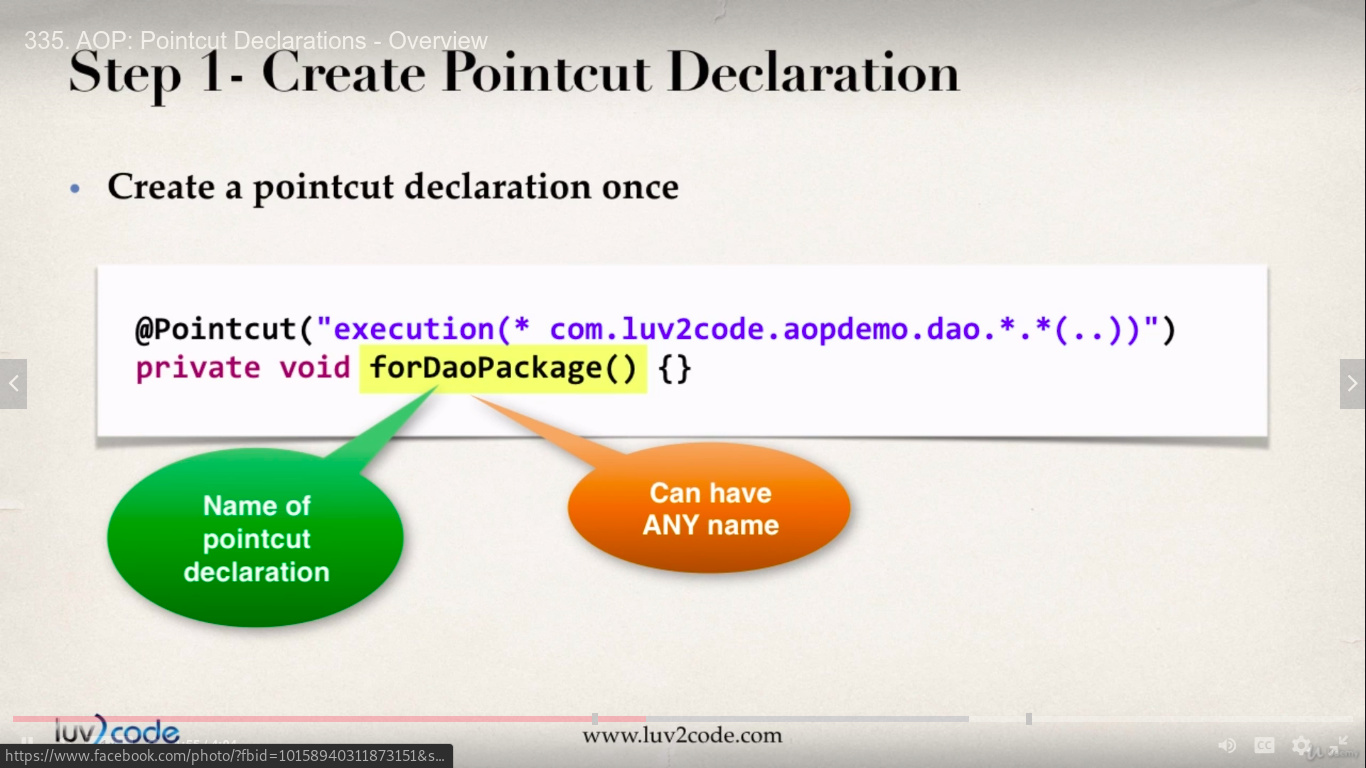 335. AOP: Pointcut Declarations - Overview
Step 1- Create Pointcut Declaration
• Create a pointcut declaration once
@Pointcut("execution(* com.luv2code.aopdemo.dao.*.*(..))")
private void forDaoPackage() {}
Name of
pointcut
declaration
Can have
ANY name
luv2code
www.luv2code.com
CC
https://www.facebook.com/photo/?fbid=10158940311873151&s...